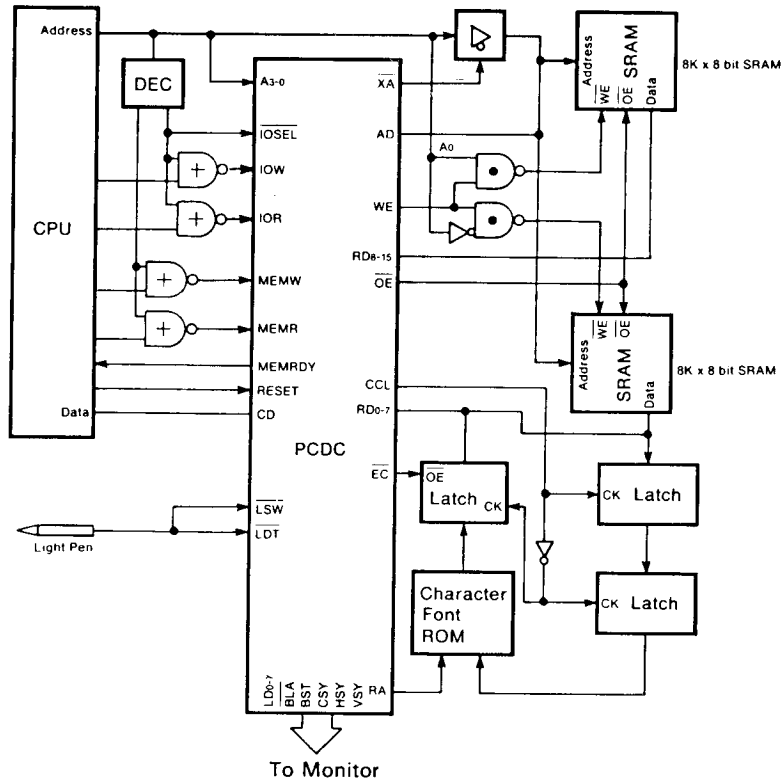 Address
DEC
CPU
+
+
+
+
Data
Light Pen
A3-0
IOSEL
IOW
IOR
MEMW
MEMR
MEMRDY
RESET
CD
PCDC
LSW
LDT
XA
AD
WE
RD8-15
OE
CCL
RD0-7
EC
RA
LD0-7
BLA
BST
CSY
HSY
VSY
To Monitor
A0
Address
WE
SRAM
OE
Data
8K x 8 bit SRAM
Address
WE
SRAM
OE
Data
8K x 8 bit SRAM
OE
Latch
CK
CK Latch
CK Latch
Character
Font
ROM